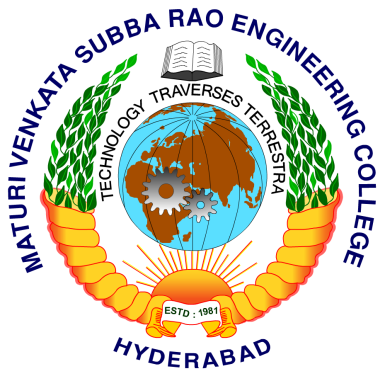 MATURI VENKATA SUBBA RAO ENGINEERING COLLEGE
TECHNOLOGY TRAVERSES TERRESTRA
ESTD : 1981
HYDERABAD